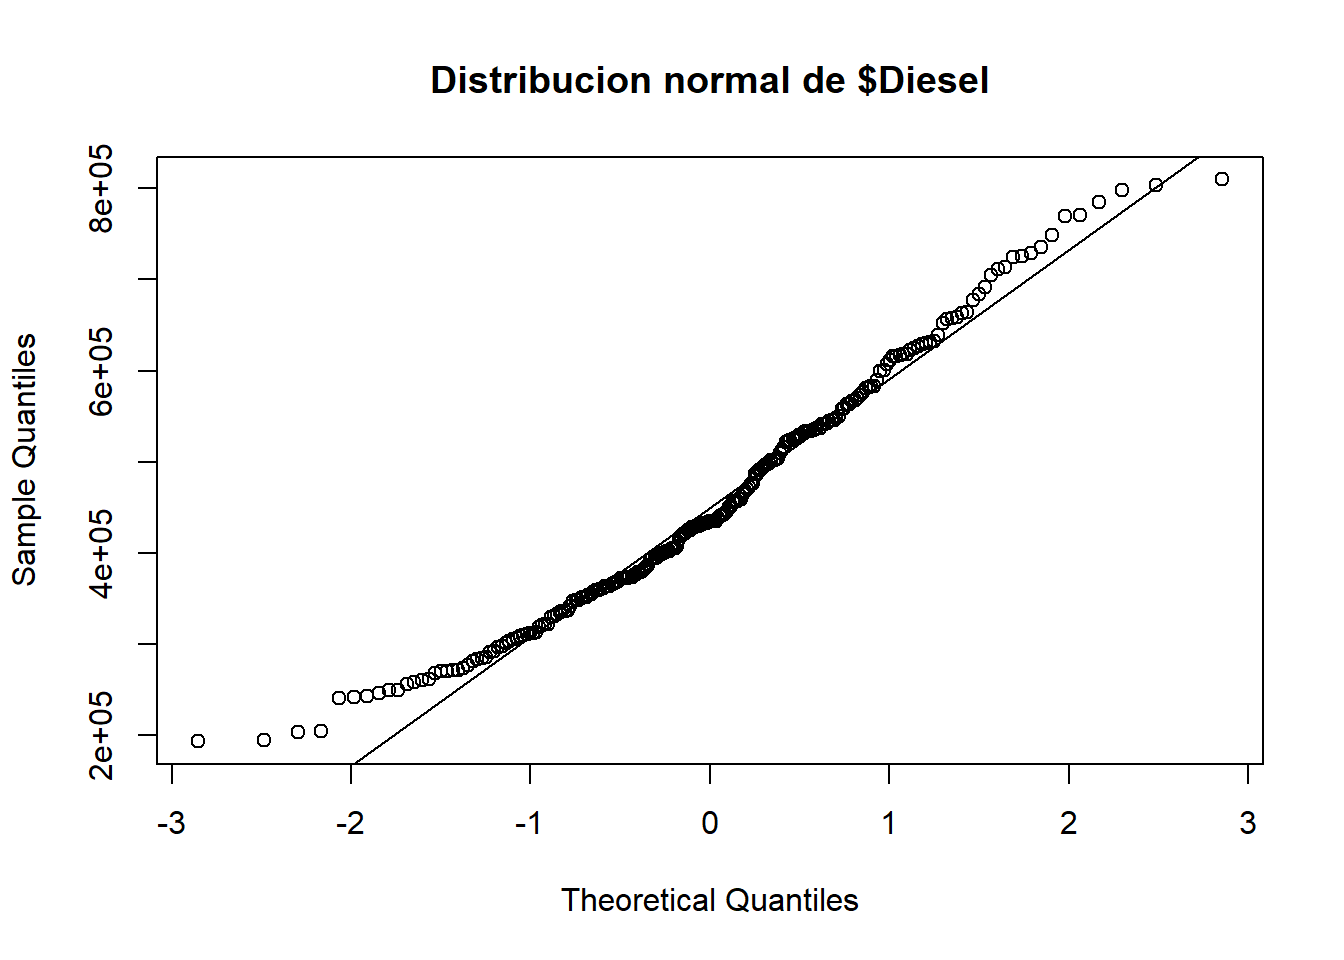 Distribucion normal de $Diesel
8e+05
6e+05
4e+05
2e+05
Sample Quantiles
-3 -2 -1 0 1 2 3
Theoretical Quantiles